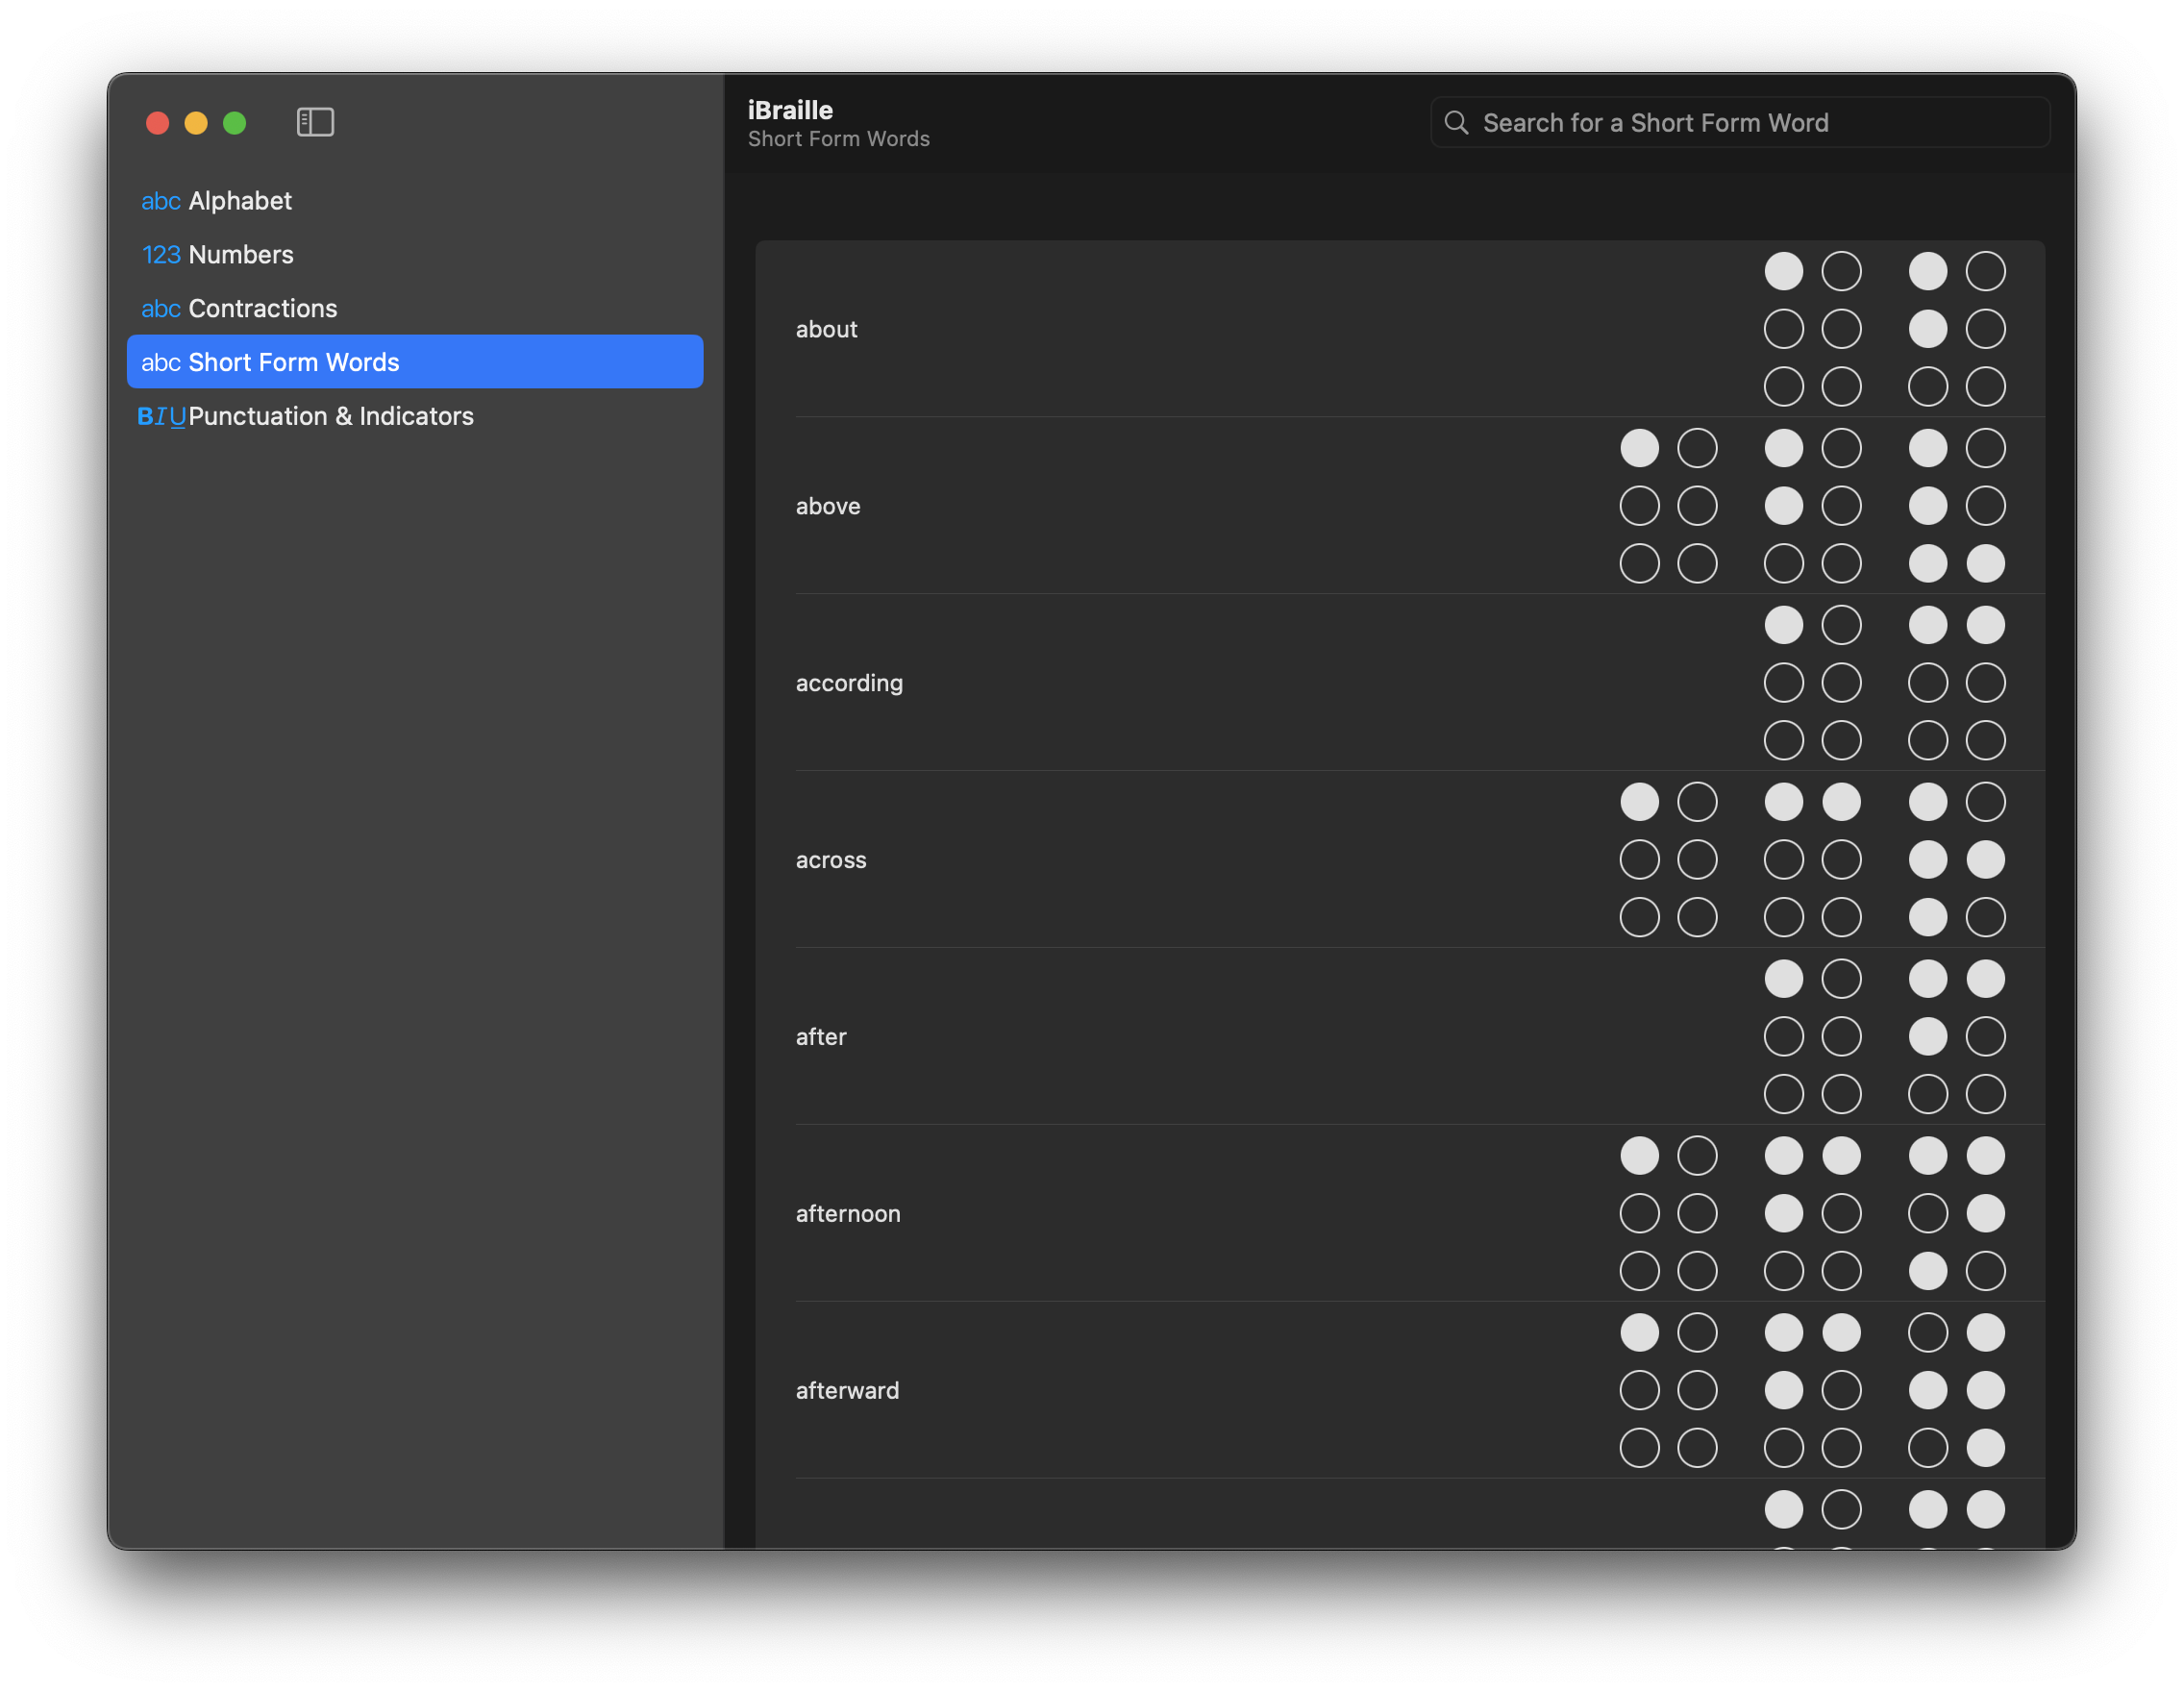 iBraille
Short Form Words
Search for a Short Form Word
abc Alphabet
123 Numbers
abc Contractions
abc Short Form Words
BIU Punctuation & Indicators
about ⠁⠃
above ⠁⠃⠧
according ⠁⠉
across ⠁⠉⠗
after ⠁⠋
afternoon ⠁⠋⠝
afterward ⠁⠋⠺